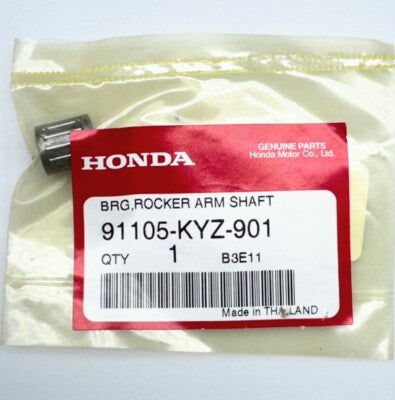 HONDA
GENUINE PARTS
Honda Motor Co., Ltd.
BRG,ROCKER ARM SHAFT
91105-KYZ-901
QTY 1 B3E11
Made in THAILAND